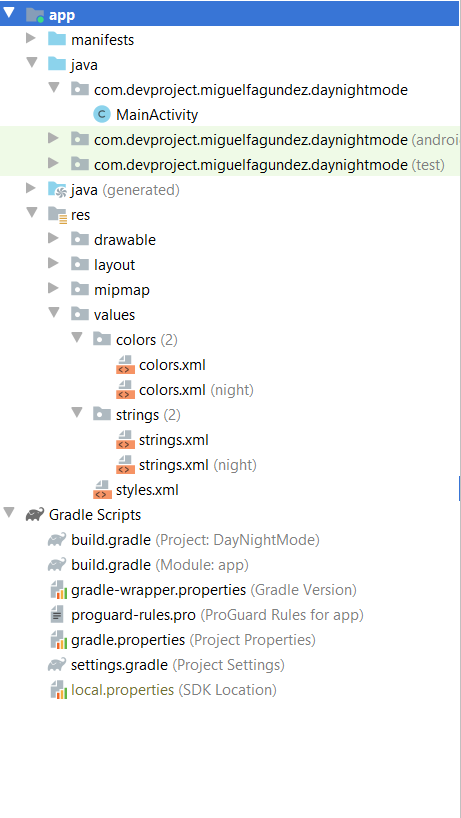 app
manifests
java
com.devproject.miguelfagundez.daynightmode
MainActivity
com.devproject.miguelfagundez.daynightmode (androi
com.devproject.miguelfagundez.daynightmode (test)
java (generated)
res
drawable
layout
mipmap
values
colors (2)
colors.xml
colors.xml (night)
strings (2)
strings.xml
strings.xml (night)
styles.xml
Gradle Scripts
build.gradle (Project: DayNightMode)
build.gradle (Module: app)
gradle-wrapper.properties (Gradle Version)
proguard-rules.pro (ProGuard Rules for app)
gradle.properties (Project Properties)
settings.gradle (Project Settings)
local.properties (SDK Location)